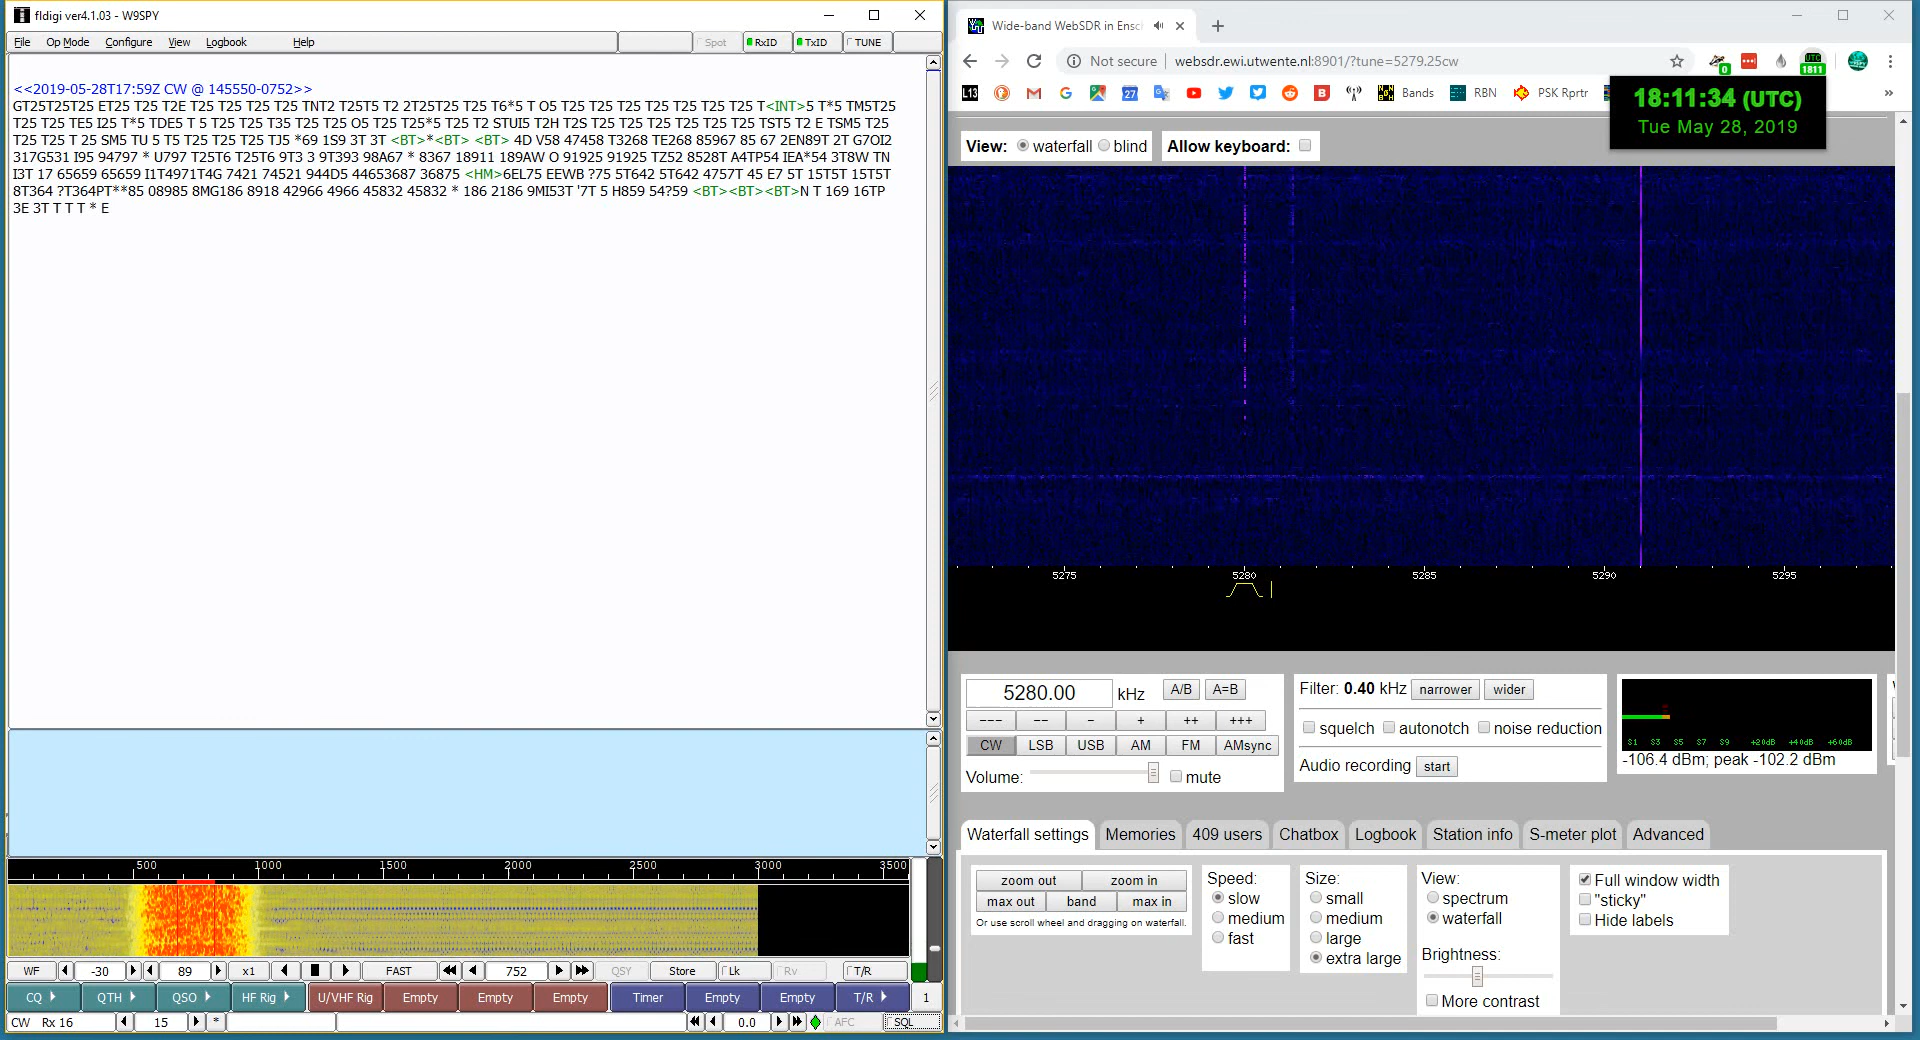 fldigi ver4.1.03 - W9SPY
File Op Mode Configure View Logbook Help
Spot RxID TxID TUNE
<<2019-05-28T17:59Z CW @ 145550-0752>>
GT25T25T25 ET25 T25 T2E T25 T25 T25 T25 TNT2 T25T5 T2 2T25T25 T25 T6*5 T O5 T25 T25 T25 T25 T25 T25 T25 T<INT>5 T*5 TM5T25
T25 T25 TE5 I25 T*5 TDE5 T 5 T25 T25 T35 T25 T25 O5 T25 T25*5 T25 T2 STUI5 T2H T2S T25 T25 T25 T25 T25 TST5 T2 E TSM5 T25
T25 T25 T 25 SM5 TU 5 T5 T25 T25 T25 TJ5 *69 1S9 3T 3T <BT>*<BT> <BT> 4D V58 47458 T3268 TE268 85967 85 67 2EN89T 2T G7OI2
317G531 I95 94797 * U797 T25T6 T25T6 9T3 3 9T393 98A67 * 8367 18911 189AW O 91925 91925 TZ52 8528T A4TP54 IEA*54 3T8W TN
I3T 17 65659 65659 I1T4971T4G 7421 74521 944D5 44653687 36875 <HM>6EL75 EEWB ?75 5T642 5T642 4757T 45 E7 5T 15T5T 15T5T
8T364 ?T364PT**85 08985 8MG186 8918 42966 4966 45832 45832 * 186 2186 9MI53T '7T 5 H859 54?59 <BT><BT><BT>N T 169 16TP
3E 3T T T T * E
500 1000 1500 2000 2500 3000 3500
WF -30 89 x1 FAST 752 QSY Store Lk Rv T/R
CQ QTH QSO HF Rig U/VHF Rig Empty Empty Empty Timer Empty Empty T/R 1
CW Rx 16 15 * 0.0 AFC SQL
Wide-band WebSDR in Ensc
Not secure websdr.ewi.utwente.nl:8901/?tune=5279.25cw
0 UTC 1811
L13 27 Bands RBN PSK Rprtr »
18:11:34 (UTC)
Tue May 28, 2019
View: waterfall blind Allow keyboard:
5275 5280 5285 5290 5295
5280.00 kHz A/B A=B
--- -- - + ++ +++
CW LSB USB AM FM AMsync
Volume: mute
Filter: 0.40 kHz narrower wider
squelch autonotch noise reduction
Audio recording start
S1 S3 S5 S7 S9 +20dB +40dB +60dB
-106.4 dBm; peak -102.2 dBm
Waterfall settings Memories 409 users Chatbox Logbook Station info S-meter plot Advanced
zoom out zoom in
max out band max in
Or use scroll wheel and dragging on waterfall.
Speed:
slow
medium
fast
Size:
small
medium
large
extra large
View:
spectrum
waterfall
Brightness:
More contrast
Full window width
"sticky"
Hide labels